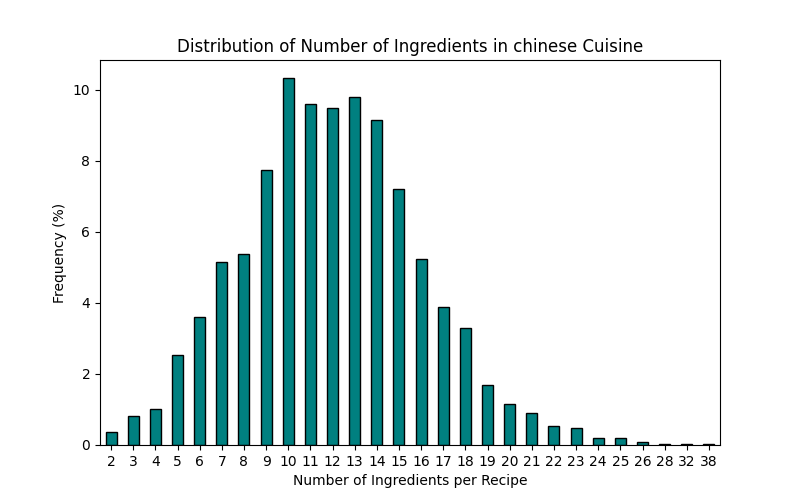 Distribution of Number of Ingredients in chinese Cuisine
Frequency (%)
10
8
6
4
2
0
2 3 4 5 6 7 8 9 10 11 12 13 14 15 16 17 18 19 20 21 22 23 24 25 26 28 32 38
Number of Ingredients per Recipe